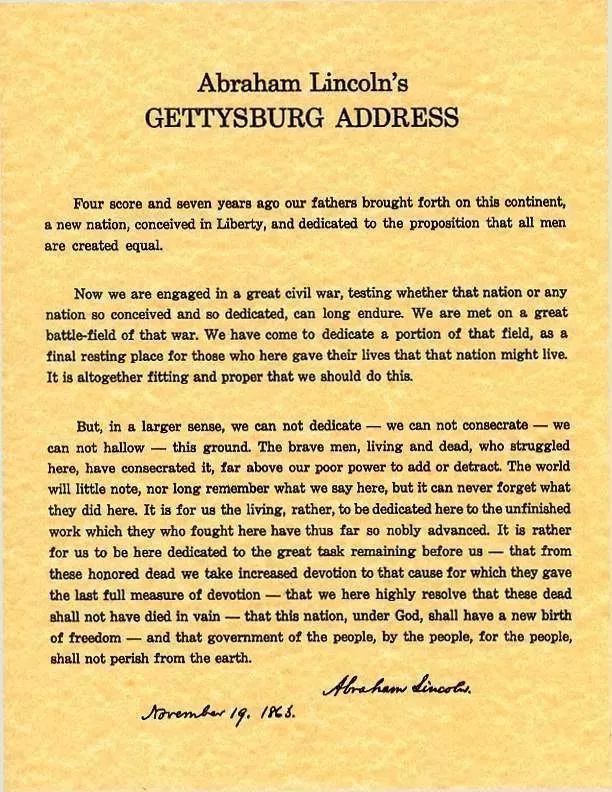 Abraham Lincoln's
GETTYSBURG ADDRESS
Four score and seven years ago our fathers brought forth on this continent,
a new nation, conceived in Liberty, and dedicated to the proposition that all men
are created equal.
Now we are engaged in a great civil war, testing whether that nation or any
nation so conceived and so dedicated, can long endure. We are met on a great
battle-field of that war. We have come to dedicate a portion of that field, as a
final resting place for those who here gave their lives that that nation might live.
It is altogether fitting and proper that we should do this.
But, in a larger sense, we can not dedicate — we can not consecrate — we
can not hallow — this ground. The brave men, living and dead, who struggled
here, have consecrated it, far above our poor power to add or detract. The world
will little note, nor long remember what we say here, but it can never forget what
they did here. It is for us the living, rather, to be dedicated here to the unfinished
work which they who fought here have thus far so nobly advanced. It is rather
for us to be here dedicated to the great task remaining before us — that from
these honored dead we take increased devotion to that cause for which they gave
the last full measure of devotion — that we here highly resolve that these dead
shall not have died in vain — that this nation, under God, shall have a new birth
of freedom — and that government of the people, by the people, for the people,
shall not perish from the earth.
Abraham Lincoln.
November 19, 1863.